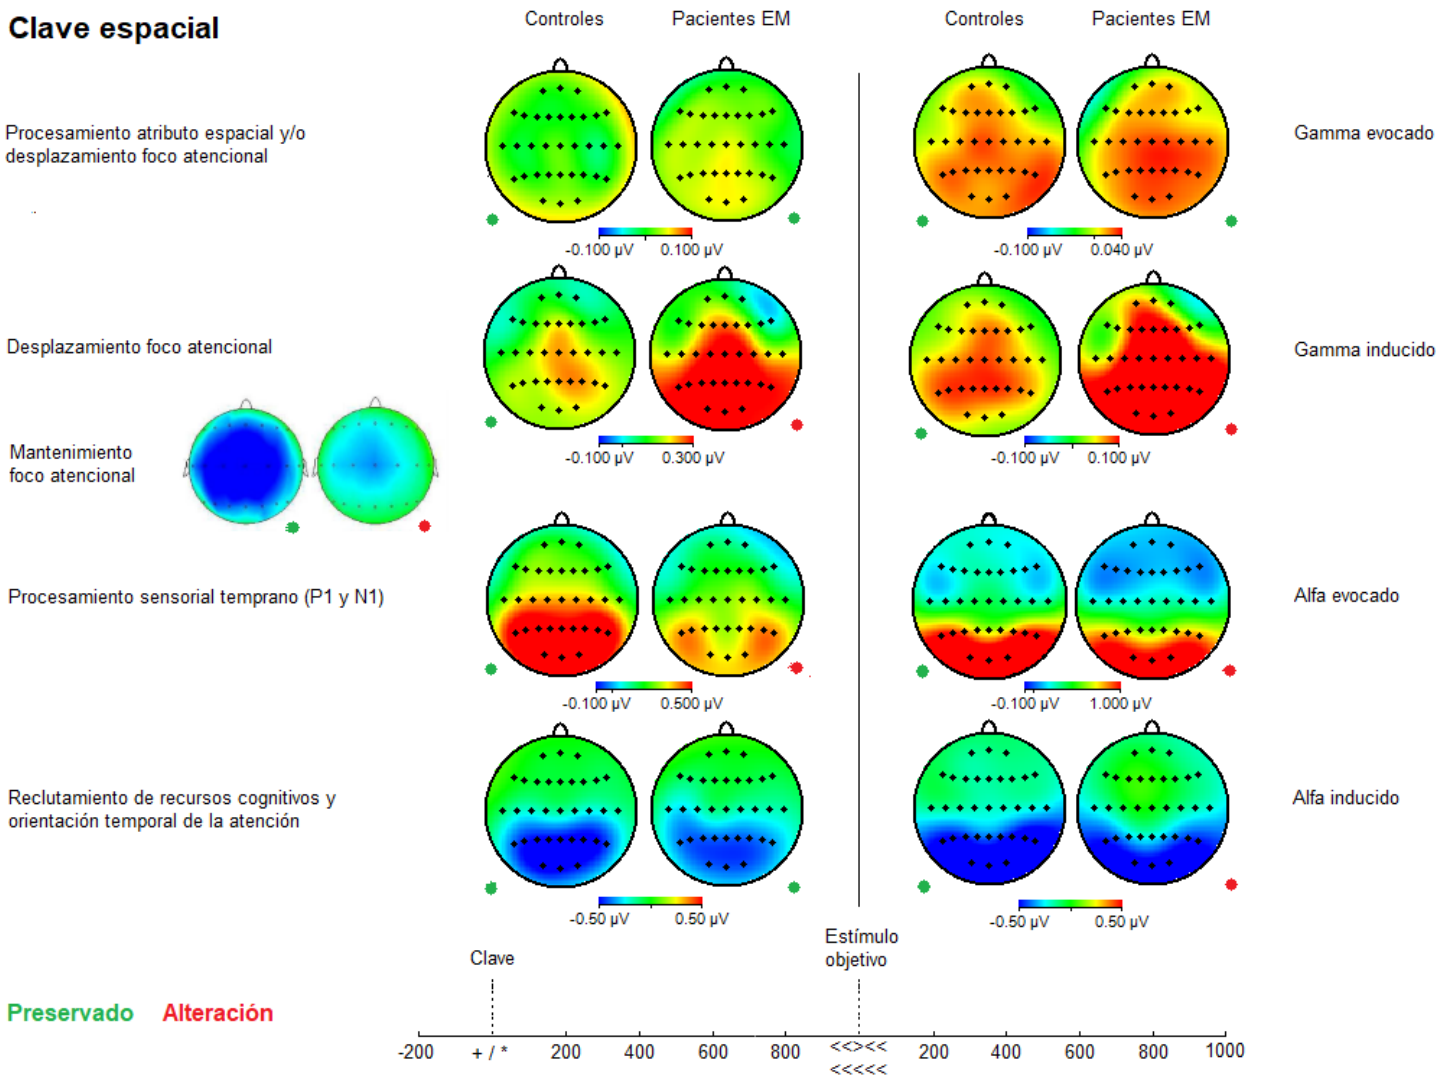 Clave espacial
Controles
Pacientes EM
Controles
Pacientes EM
Procesamiento atributo espacial y/o
desplazamiento foco atencional
Gamma evocado
-0.100 µV
0.100 µV
-0.100 µV
0.040 µV
Desplazamiento foco atencional
Gamma inducido
-0.100 µV
0.300 µV
-0.100 µV
0.100 µV
Mantenimiento
foco atencional
Procesamiento sensorial temprano (P1 y N1)
Alfa evocado
-0.100 µV
0.500 µV
-0.100 µV
1.000 µV
Reclutamiento de recursos cognitivos y
orientación temporal de la atención
Alfa inducido
-0.50 µV
0.50 µV
-0.50 µV
0.50 µV
Clave
Estímulo
objetivo
Preservado
Alteración
-200
+ / *
200
400
600
800
<<><<
<<<<<
200
400
600
800
1000